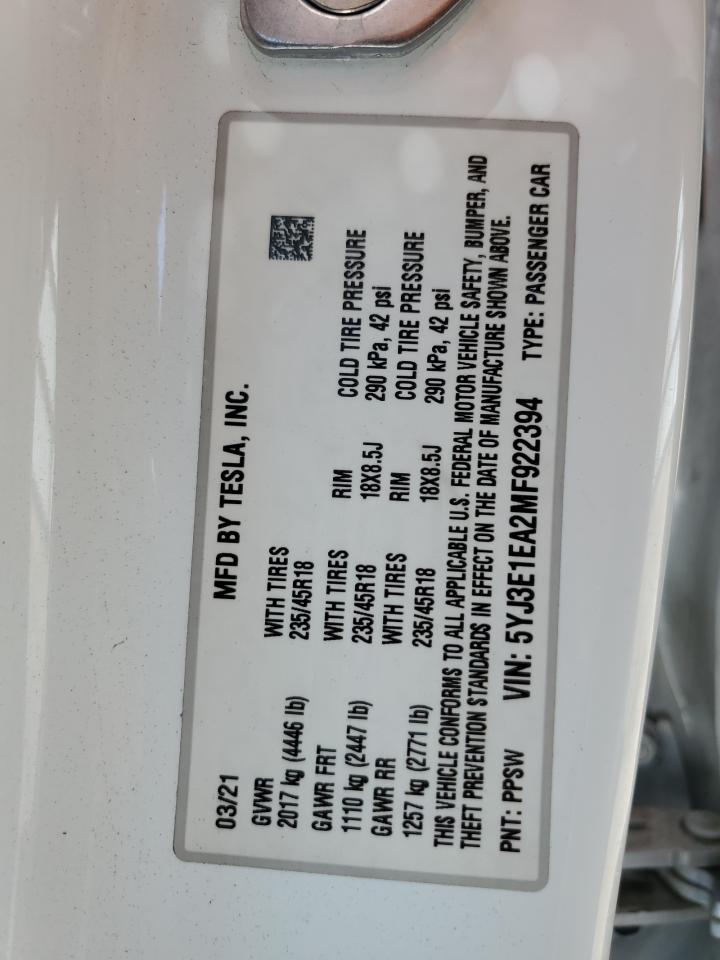 03/21 MFD BY TESLA, INC.
GVWR WITH TIRES
2017 kg (4446 lb) 235/45R18
GAWR FRT WITH TIRES RIM COLD TIRE PRESSURE
1110 kg (2447 lb) 235/45R18 18X8.5J 290 kPa, 42 psi
GAWR RR WITH TIRES RIM COLD TIRE PRESSURE
1257 kg (2771 lb) 235/45R18 18X8.5J 290 kPa, 42 psi
THIS VEHICLE CONFORMS TO ALL APPLICABLE U.S. FEDERAL MOTOR VEHICLE SAFETY, BUMPER, AND
THEFT PREVENTION STANDARDS IN EFFECT ON THE DATE OF MANUFACTURE SHOWN ABOVE.
PNT: PPSW VIN: 5YJ3E1EA2MF922394 TYPE: PASSENGER CAR